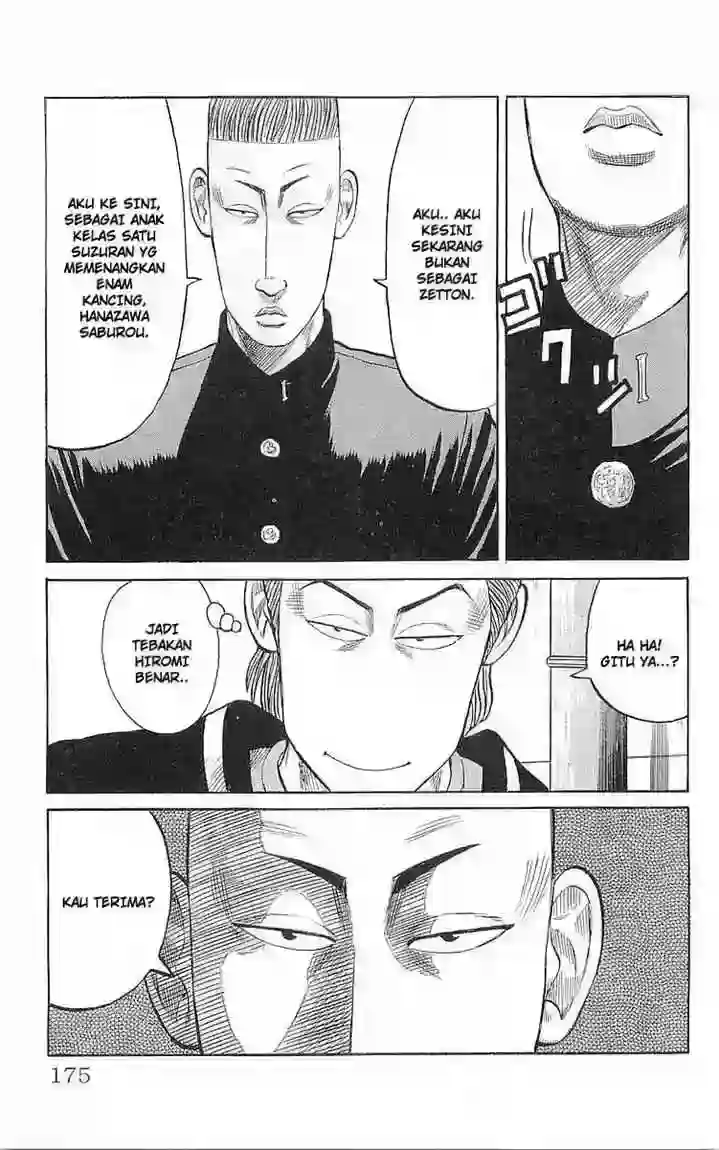 ゴ
ク
ッ
I
AKU.. AKU
KESINI
SEKARANG
BUKAN
SEBAGAI
ZETTON.
AKU KE SINI,
SEBAGAI ANAK
KELAS SATU
SUZURAN YG
MEMENANGKAN
ENAM
KANCING,
HANAZAWA
SABUROU.
I
HA HA!
GITU YA...?
JADI
TEBAKAN
HIROMI
BENAR..
KAU TERIMA?
175